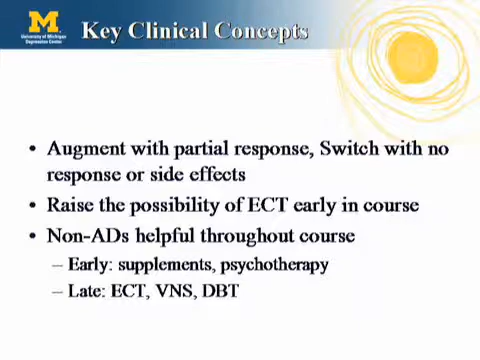 M
University of Michigan
Depression Center
Key Clinical Concepts
• Augment with partial response, Switch with no
response or side effects
• Raise the possibility of ECT early in course
• Non-ADs helpful throughout course
– Early: supplements, psychotherapy
– Late: ECT, VNS, DBT